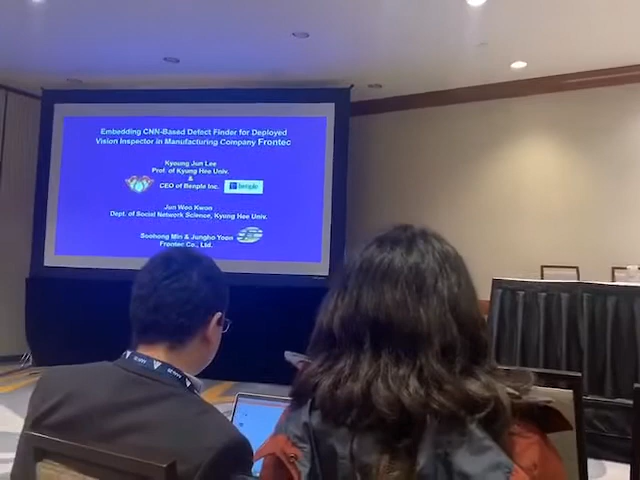 Embedding CNN-Based Defect Finder for Deployed
Vision Inspector in Manufacturing Company Frontec
Kyoung Jun Lee
Prof. of Kyung Hee Univ.
&
CEO of Benple Inc.
benple
Jun Woo Kwon
Dept. of Social Network Science, Kyung Hee Univ.
Soohong Min & Jungho Yoon
Frontec Co., Ltd.